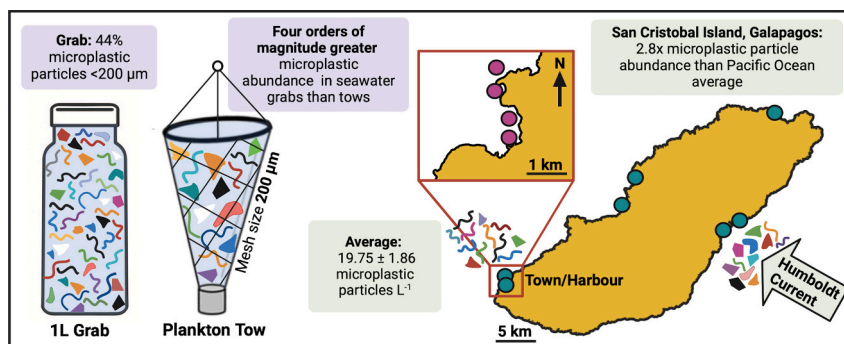 Grab: 44%
microplastic
particles <200 µm
1L Grab
Four orders of
magnitude greater
microplastic
abundance in seawater
grabs than tows
Mesh size 200 µm
Plankton Tow
N
1 km
Average:
19.75 ± 1.86
microplastic
particles L⁻¹
San Cristobal Island, Galapagos:
2.8x microplastic particle
abundance than Pacific Ocean
average
Town/Harbour
Humboldt
Current
5 km